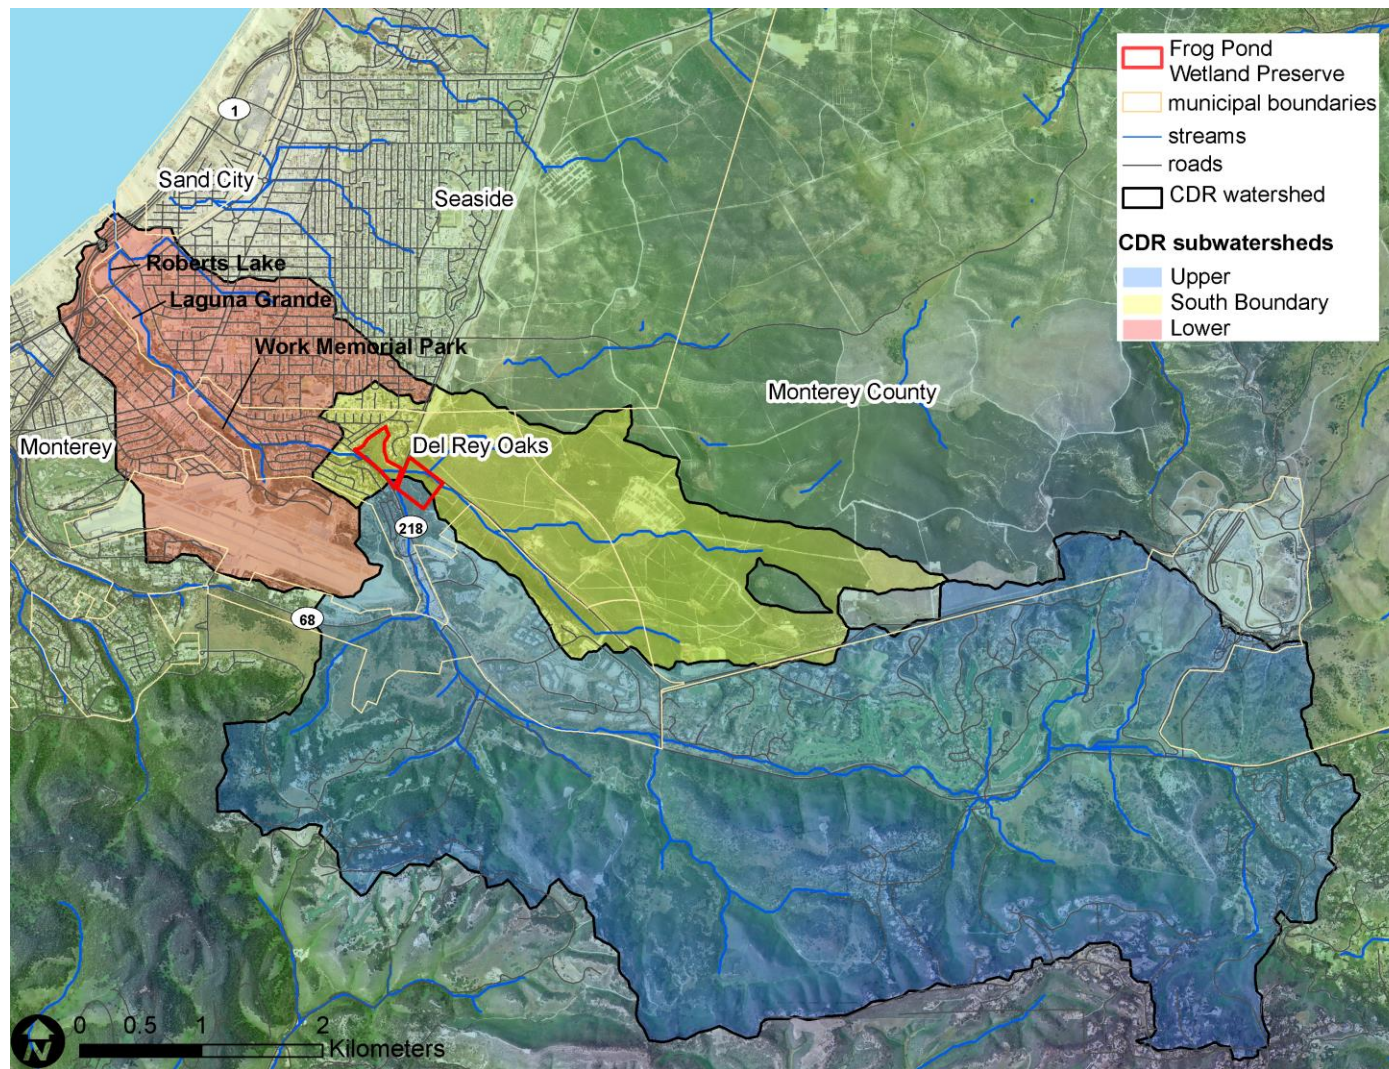 Frog Pond
Wetland Preserve
municipal boundaries
streams
roads
CDR watershed
CDR subwatersheds
Upper
South Boundary
Lower
1
Sand City
Seaside
Roberts Lake
Laguna Grande
Work Memorial Park
Monterey County
Monterey
Del Rey Oaks
218
68
N
0 0.5 1 2
Kilometers